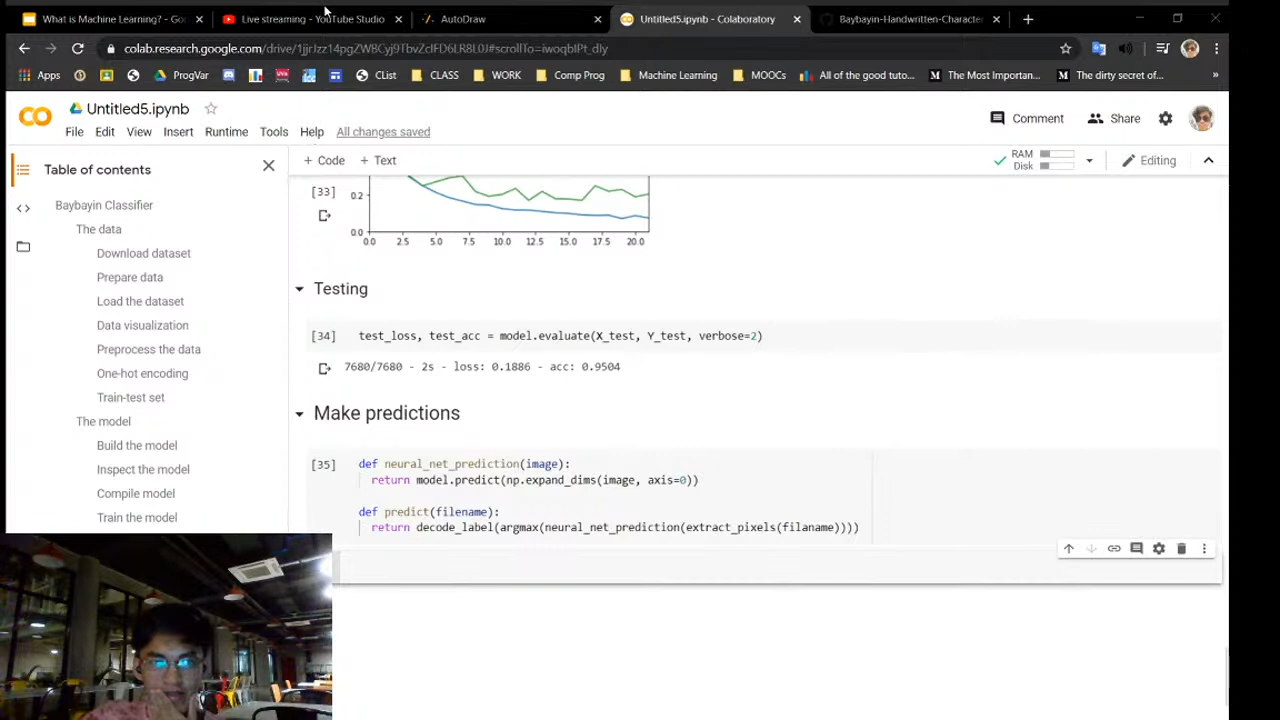 What is Machine Learning? - Goo
Live streaming - YouTube Studio
AutoDraw
Untitled5.ipynb - Colaboratory
Baybayin-Handwritten-Character
colab.research.google.com/drive/1jjrJzz14pgZW8Cyj9TbvZcIFD6LR8L0J#scrollTo=iwoqbIPt_dIy
Apps
ProgVar
CList
CLASS
WORK
Comp Prog
Machine Learning
MOOCs
All of the good tuto...
The Most Importan...
The dirty secret of...
Untitled5.ipynb
File Edit View Insert Runtime Tools Help All changes saved
Comment
Share
Table of contents
+ Code + Text
RAM
Disk
Editing
Baybayin Classifier
The data
Download dataset
Prepare data
Load the dataset
Data visualization
Preprocess the data
One-hot encoding
Train-test set
The model
Build the model
Inspect the model
Compile model
Train the model
[33]
0.2
0.0
0.0 2.5 5.0 7.5 10.0 12.5 15.0 17.5 20.0
Testing
[34] test_loss, test_acc = model.evaluate(X_test, Y_test, verbose=2)
7680/7680 - 2s - loss: 0.1886 - acc: 0.9504
Make predictions
[35] def neural_net_prediction(image):
return model.predict(np.expand_dims(image, axis=0))
def predict(filename):
return decode_label(argmax(neural_net_prediction(extract_pixels(filaname))))